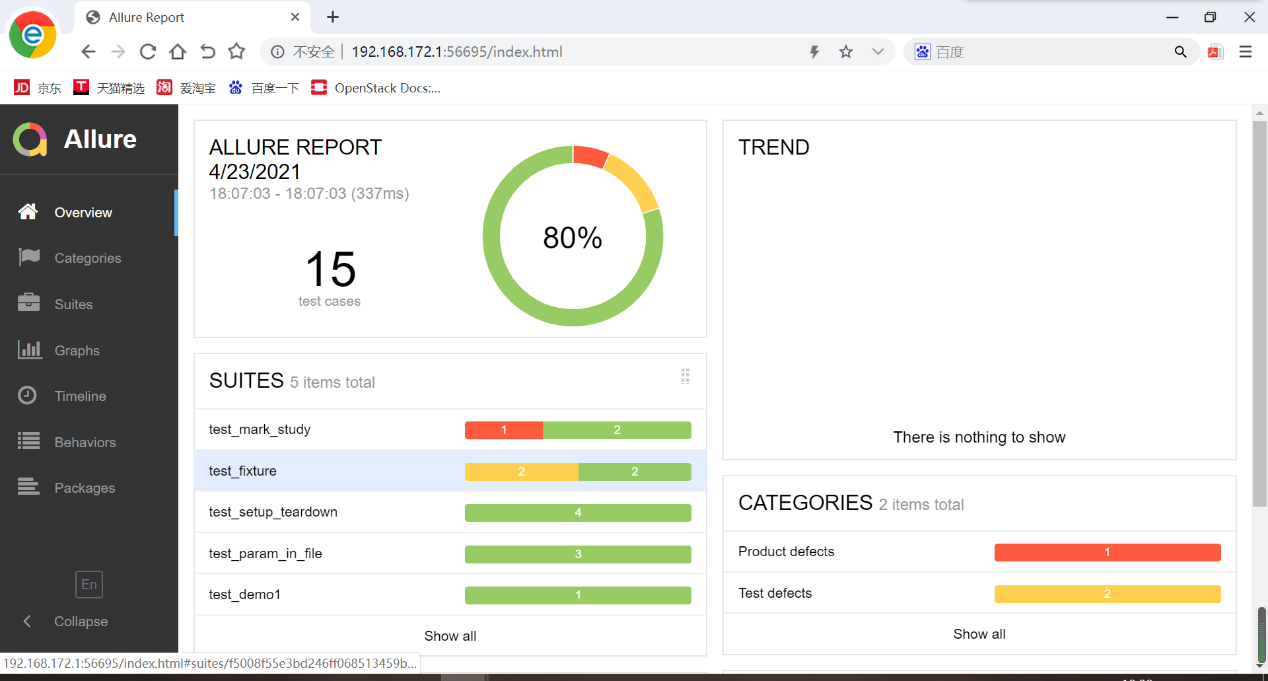 Allure Report
不安全
192.168.172.1:56695/index.html
百度
京东
天猫精选
爱淘宝
百度一下
OpenStack Docs:...
Allure
Overview
Categories
Suites
Graphs
Timeline
Behaviors
Packages
En
Collapse
ALLURE REPORT
4/23/2021
18:07:03 - 18:07:03 (337ms)
15
test cases
80%
SUITES 5 items total
test_mark_study 1 2
test_fixture 2 2
test_setup_teardown 4
test_param_in_file 3
test_demo1 1
Show all
TREND
There is nothing to show
CATEGORIES 2 items total
Product defects 1
Test defects 2
Show all
192.168.172.1:56695/index.html#suites/f5008f55e3bd246ff068513459b...